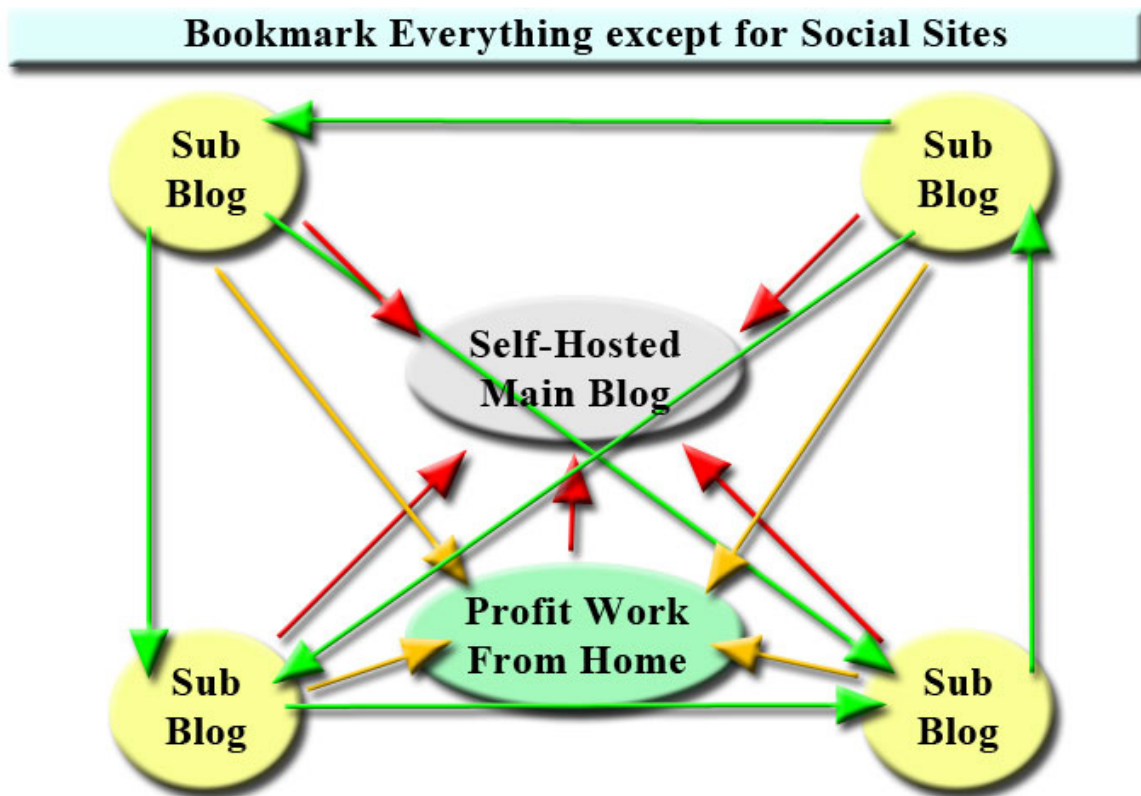 Bookmark Everything except for Social Sites
Sub
Blog
Sub
Blog
Self-Hosted
Main Blog
Profit Work
From Home
Sub
Blog
Sub
Blog